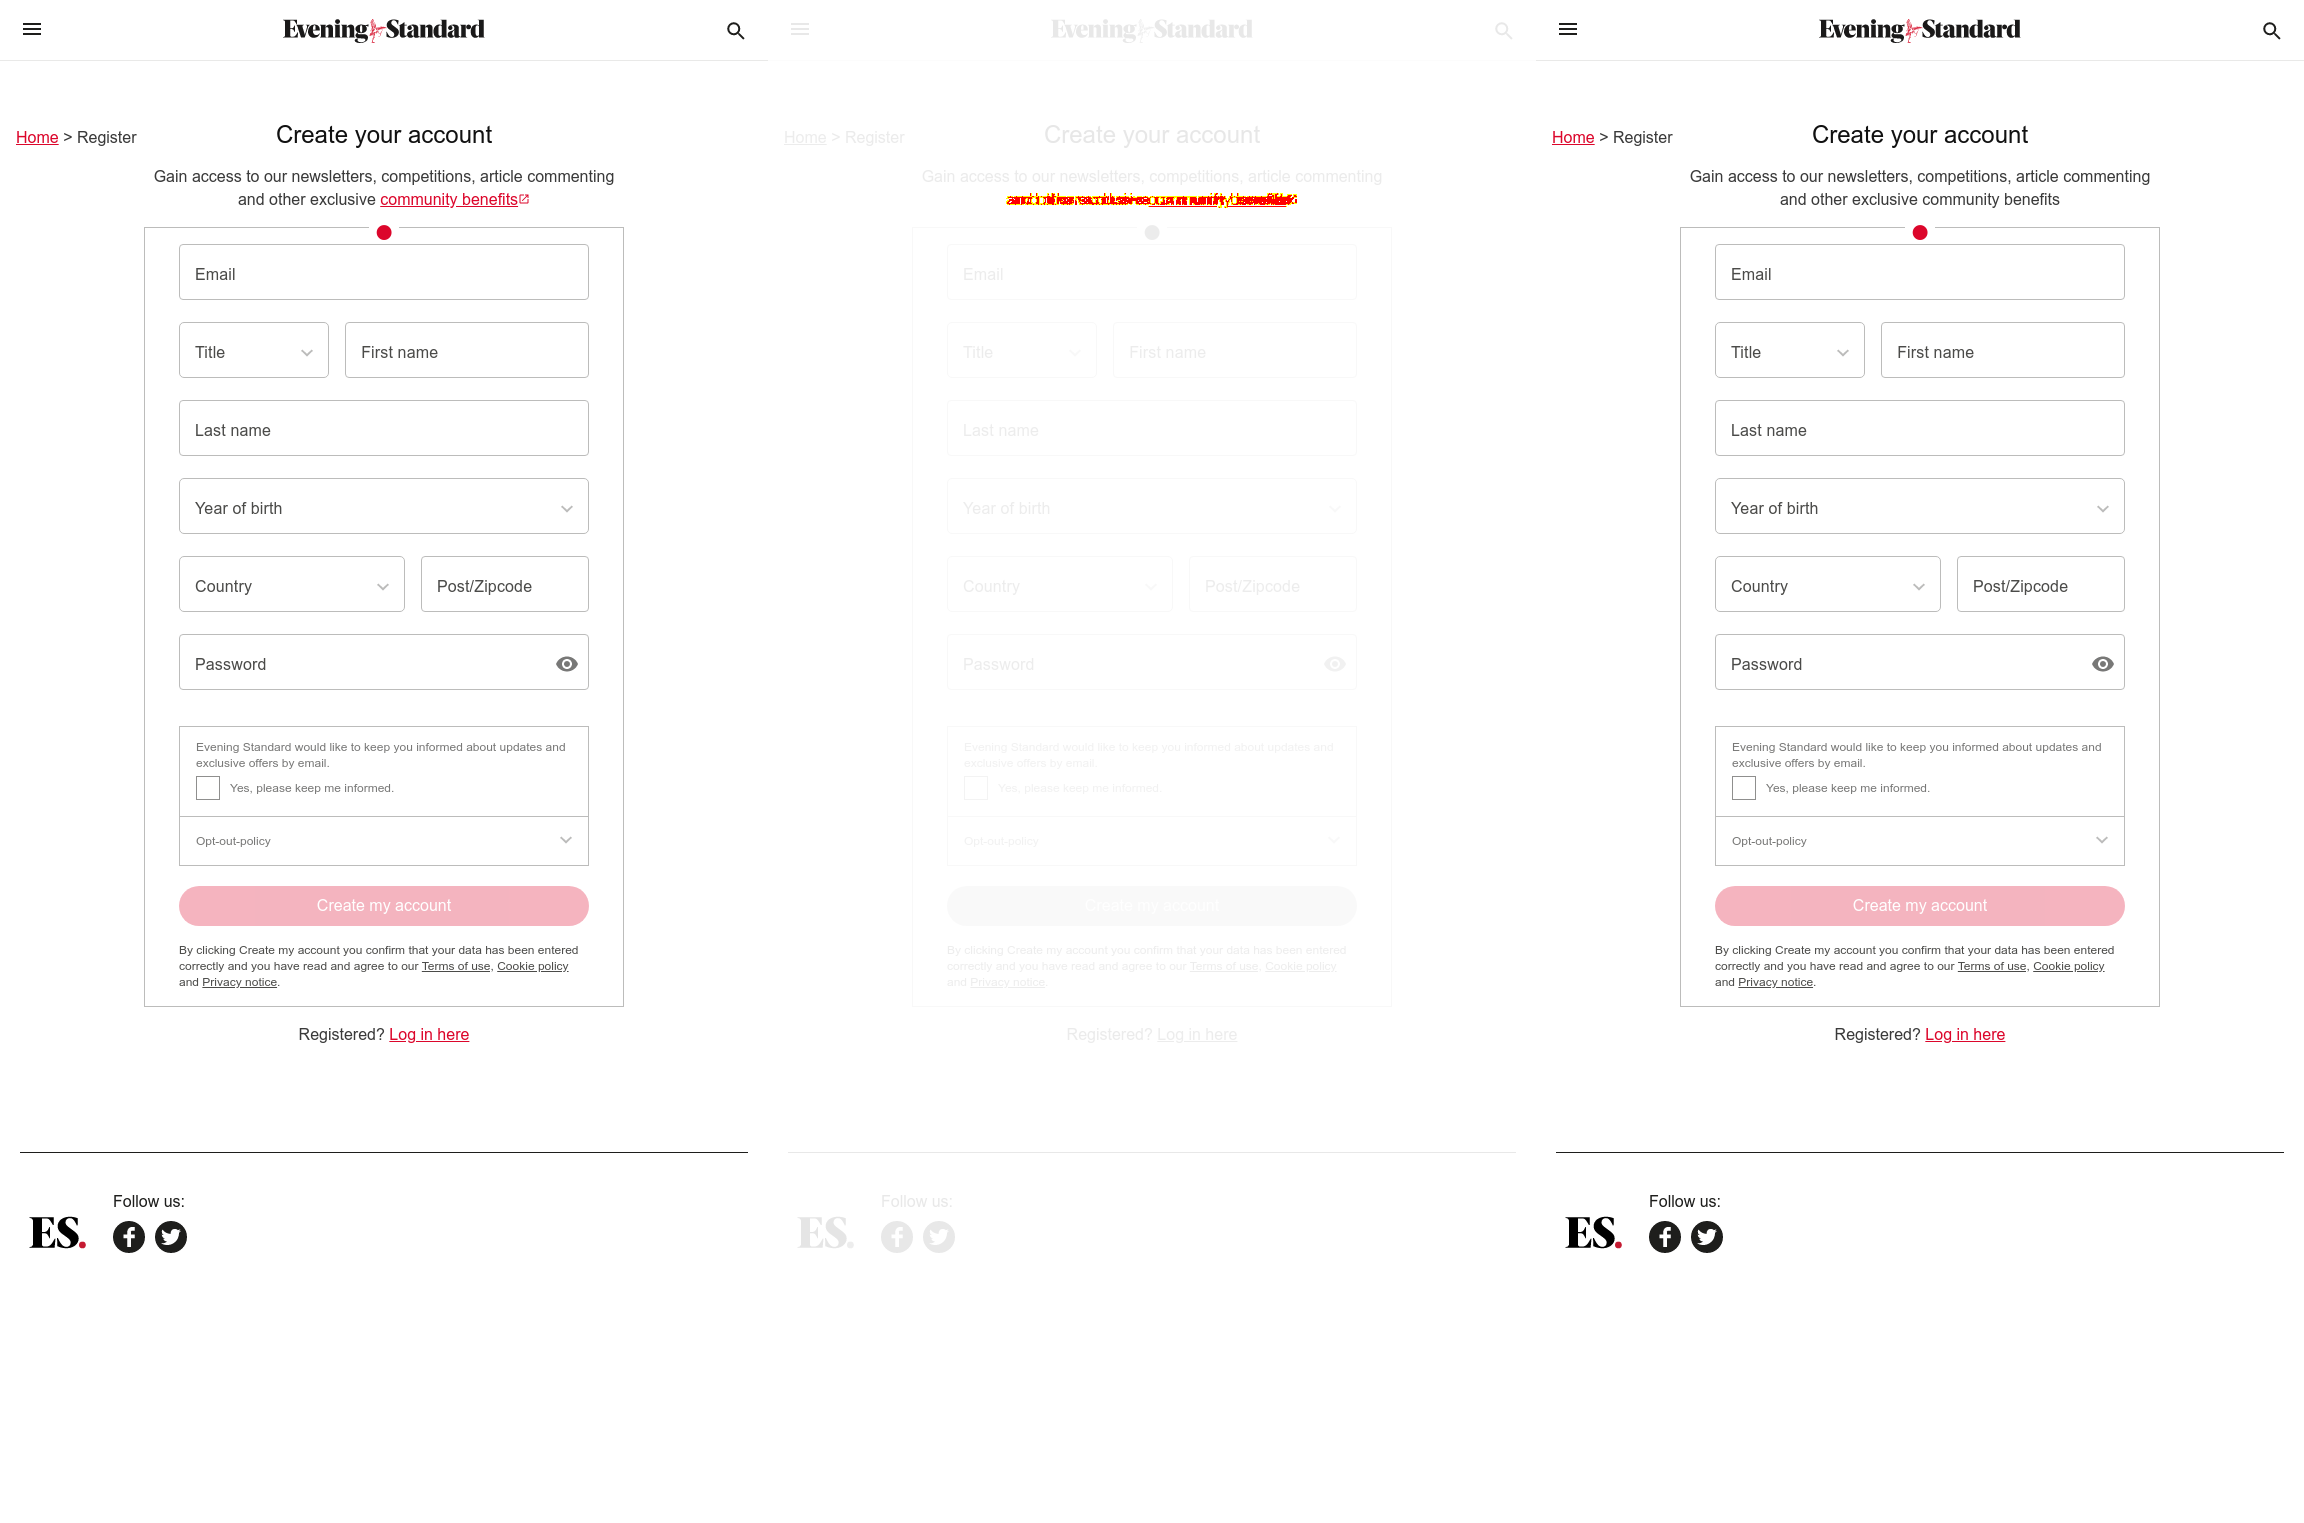 Evening Standard
Home > Register
Create your account
Gain access to our newsletters, competitions, article commenting
and other exclusive community benefits
Email
Title
First name
Last name
Year of birth
Country
Post/Zipcode
Password
Evening Standard would like to keep you informed about updates and
exclusive offers by email.
Yes, please keep me informed.
Opt-out-policy
Create my account
By clicking Create my account you confirm that your data has been entered
correctly and you have read and agree to our Terms of use, Cookie policy
and Privacy notice.
Registered? Log in here
Follow us:
ES.
Evening Standard
Home > Register
Create your account
Gain access to our newsletters, competitions, article commenting
Email
Title
First name
Last name
Year of birth
Country
Post/Zipcode
Password
Evening Standard would like to keep you informed about updates and
exclusive offers by email.
Yes, please keep me informed.
Opt-out-policy
Create my account
By clicking Create my account you confirm that your data has been entered
correctly and you have read and agree to our Terms of use, Cookie policy
and Privacy notice.
Registered? Log in here
Follow us:
ES.
Evening Standard
Home > Register
Create your account
Gain access to our newsletters, competitions, article commenting
and other exclusive community benefits
Email
Title
First name
Last name
Year of birth
Country
Post/Zipcode
Password
Evening Standard would like to keep you informed about updates and
exclusive offers by email.
Yes, please keep me informed.
Opt-out-policy
Create my account
By clicking Create my account you confirm that your data has been entered
correctly and you have read and agree to our Terms of use, Cookie policy
and Privacy notice.
Registered? Log in here
Follow us:
ES.